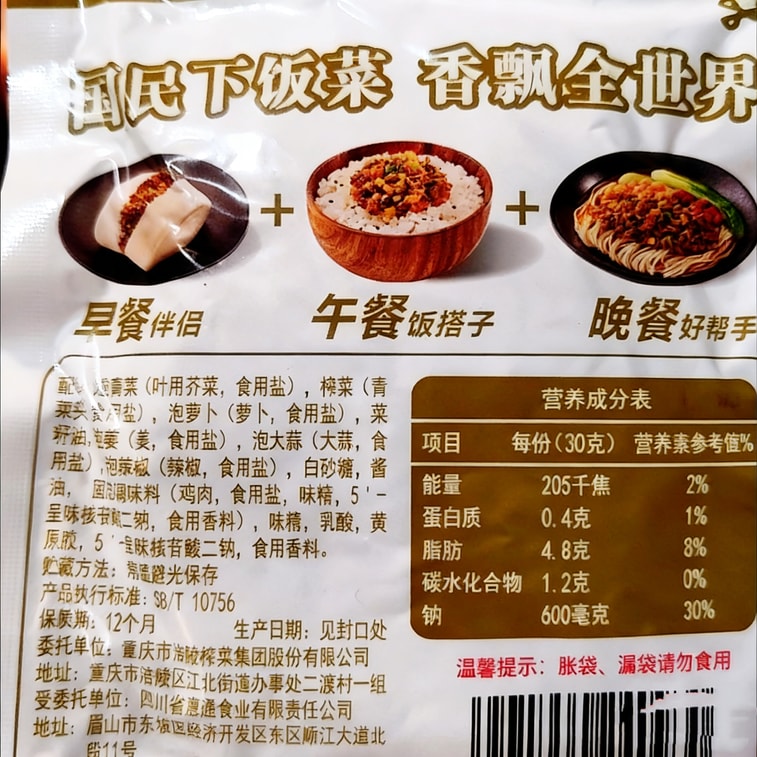 国民下饭菜 香飘全世界
早餐伴侣
午餐饭搭子
晚餐好帮手
青菜（叶用芥菜，食用盐），榨菜（青
菜头，食用盐），泡萝卜（萝卜，食用盐），菜
籽油，泡姜（姜，食用盐），泡大蒜（大蒜，食
用盐），泡辣椒（辣椒，食用盐），白砂糖，酱
油，固态调味料（鸡肉，食用盐，味精，5'-
呈味核苷酸二钠，食用香料），味精，乳酸，黄
原胶，5'-呈味核苷酸二钠，食用香料。
贮藏方法：常温避光保存
产品执行标准：SB/T 10756
保质期：12个月 生产日期：见封口处
委托单位：重庆市涪陵榨菜集团股份有限公司
地址：重庆市涪陵区江北街道办事处二渡村一组
受委托单位：四川省惠通食业有限责任公司
地址：眉山市东坡区经济开发区东区顺江大道北
段11号
营养成分表
项目 每份（30克） 营养素参考值%
能量 205千焦 2%
蛋白质 0.4克 1%
脂肪 4.8克 8%
碳水化合物 1.2克 0%
钠 600毫克 30%
温馨提示：胀袋、漏袋请勿食用